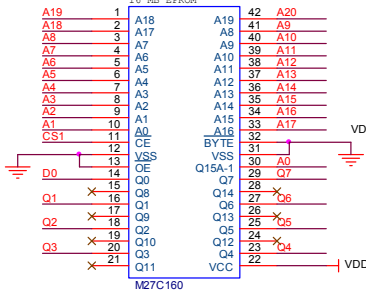 16 MB EPROM
A19 1 A18 A19 42 A20
A18 2 A17 A8 41 A9
A8 3 A7 A9 40 A10
A7 4 A6 A10 39 A11
A6 5 A5 A11 38 A12
A5 6 A4 A12 37 A13
A4 7 A3 A13 36 A14
A3 8 A2 A14 35 A15
A2 9 A1 A15 34 A16
A1 10 A0 A16 33 A17
VD
CS1 11 CE BYTE 32
12 VSS VSS 31
13 OE Q15A-1 30 A0
D0 14 Q0 Q7 29 Q7
15 Q8 Q14 28
Q1 16 Q1 Q6 27 Q6
17 Q9 Q13 26
Q2 18 Q2 Q5 25 Q5
19 Q10 Q12 24
Q3 20 Q3 Q4 23 Q4
21 Q11 VCC 22 VDD
M27C160